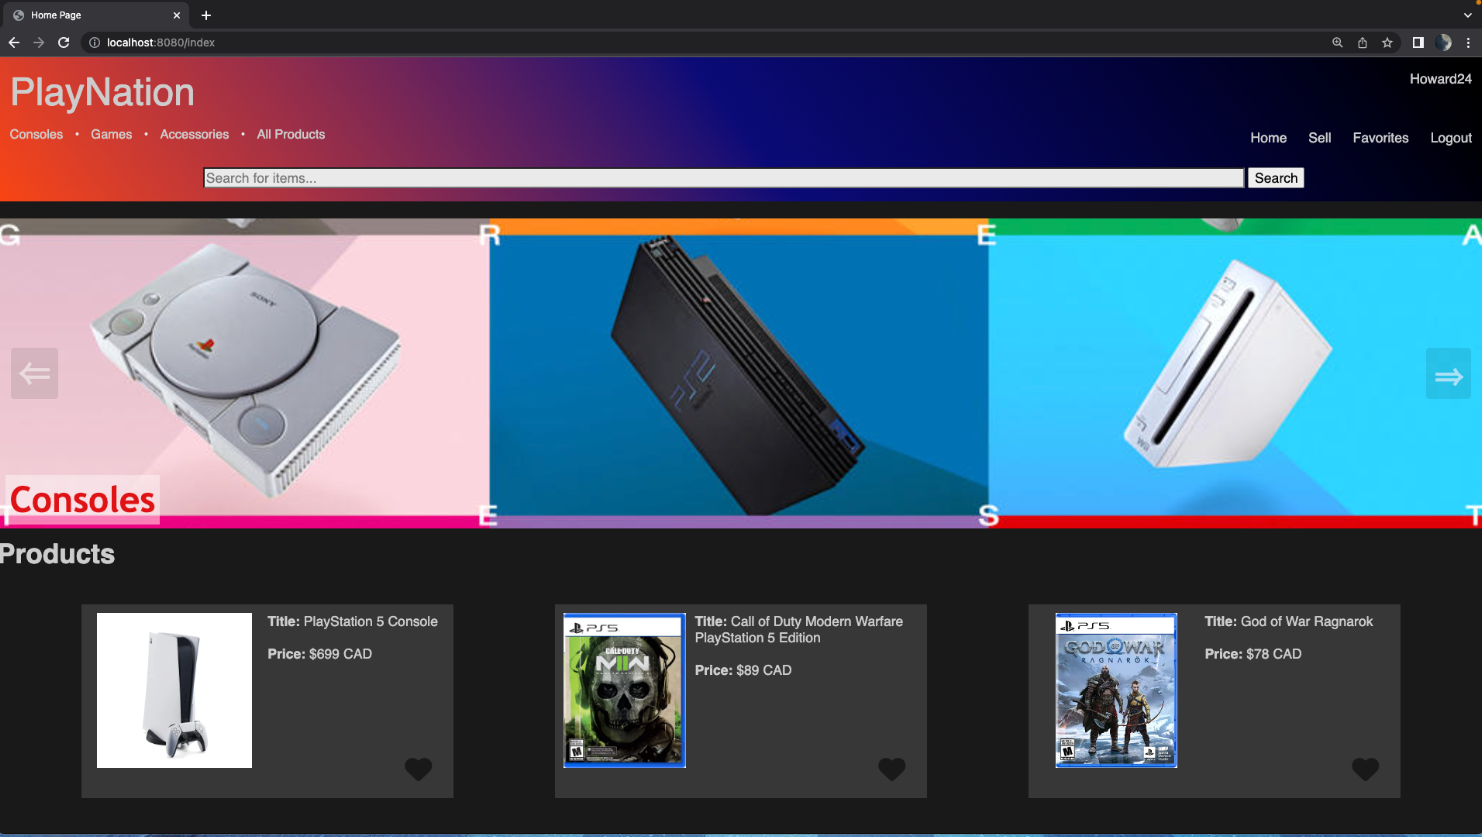 Home Page
localhost:8080/index
PlayNation
Howard24
Consoles • Games • Accessories • All Products
Home Sell Favorites Logout
Search for items... Search
G R E A
SONY
PlayStation
Wii
Consoles
T E S T
Products
PS5
CALL OF DUTY
MWII
M
Title: PlayStation 5 Console
Price: $699 CAD
Title: Call of Duty Modern Warfare
PlayStation 5 Edition
Price: $89 CAD
PS5
GOD OF WAR
RAGNARÖK
M
Title: God of War Ragnarok
Price: $78 CAD